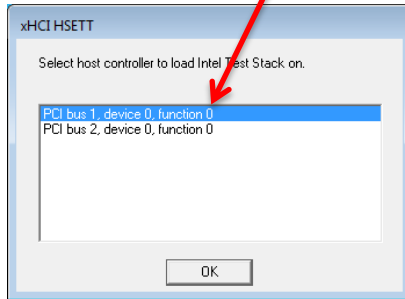 xHCI HSETT
Select host controller to load Intel Test Stack on.
PCI bus 1, device 0, function 0
PCI bus 2, device 0, function 0
OK